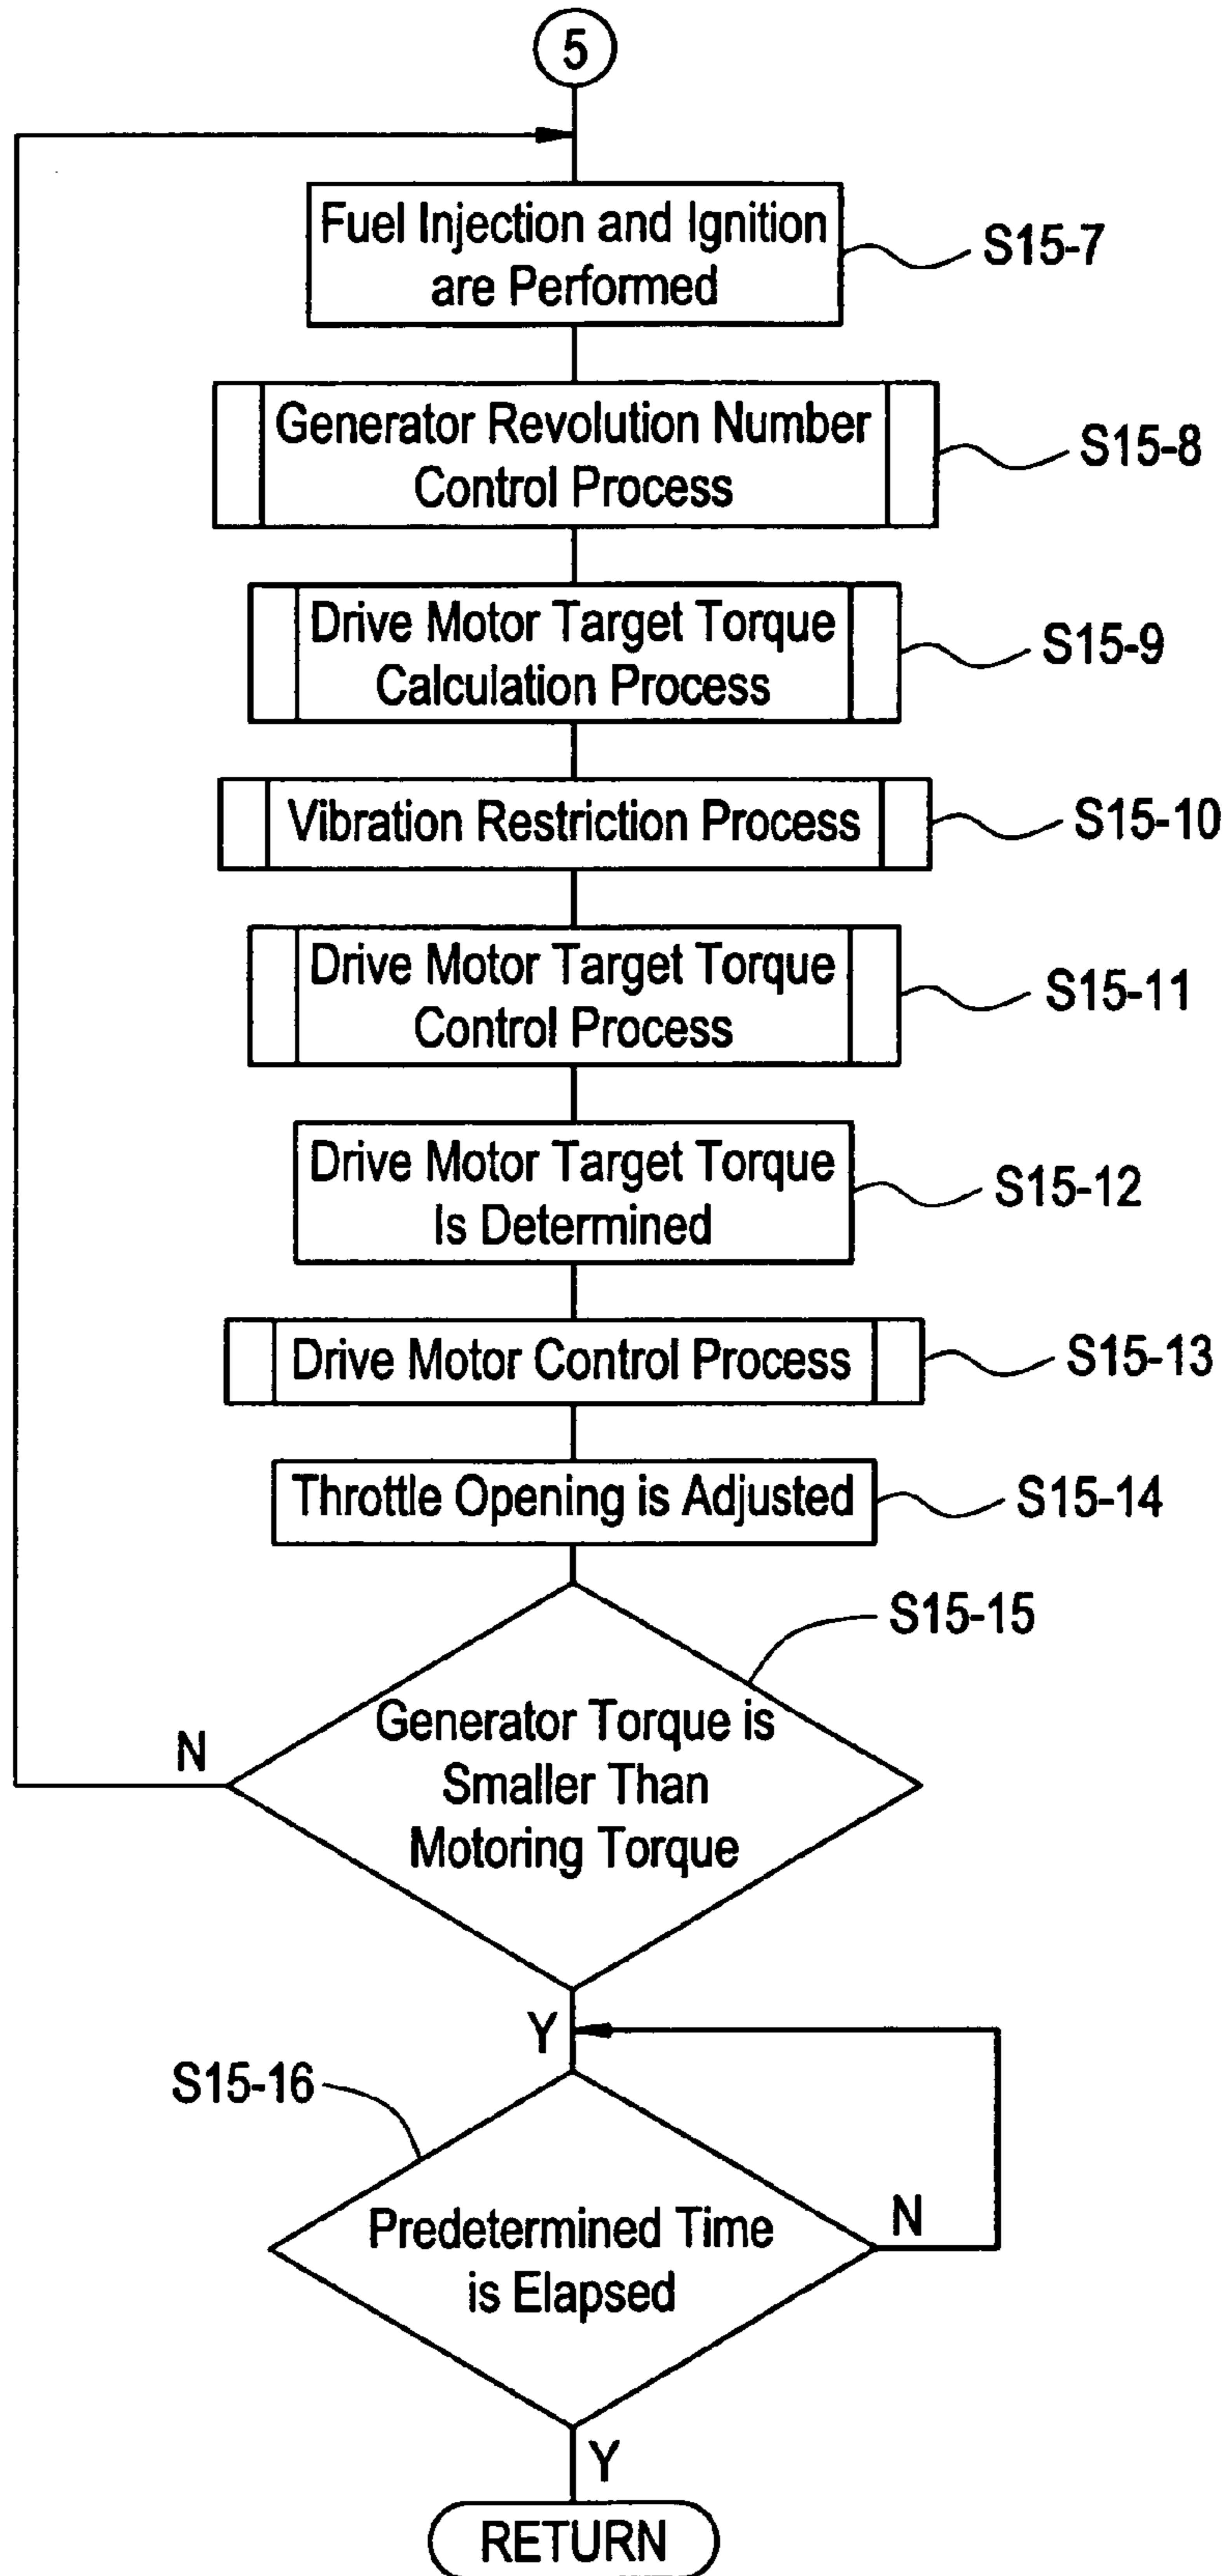 5
Fuel Injection and Ignition
are Performed
S15-7
Generator Revolution Number
Control Process
S15-8
Drive Motor Target Torque
Calculation Process
S15-9
Vibration Restriction Process
S15-10
Drive Motor Target Torque
Control Process
S15-11
Drive Motor Target Torque
Is Determined
S15-12
Drive Motor Control Process
S15-13
Throttle Opening is Adjusted
S15-14
S15-15
Generator Torque is
Smaller Than
Motoring Torque
N
Y
S15-16
Predetermined Time
is Elapsed
N
Y
RETURN